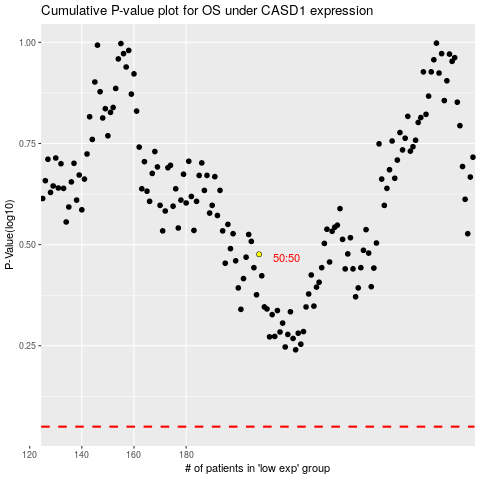 Cumulative P-value plot for OS under CASD1 expression
P-Value(log10)
1.00
0.75
0.50
0.25
50:50
120 140 160 180
# of patients in 'low exp' group